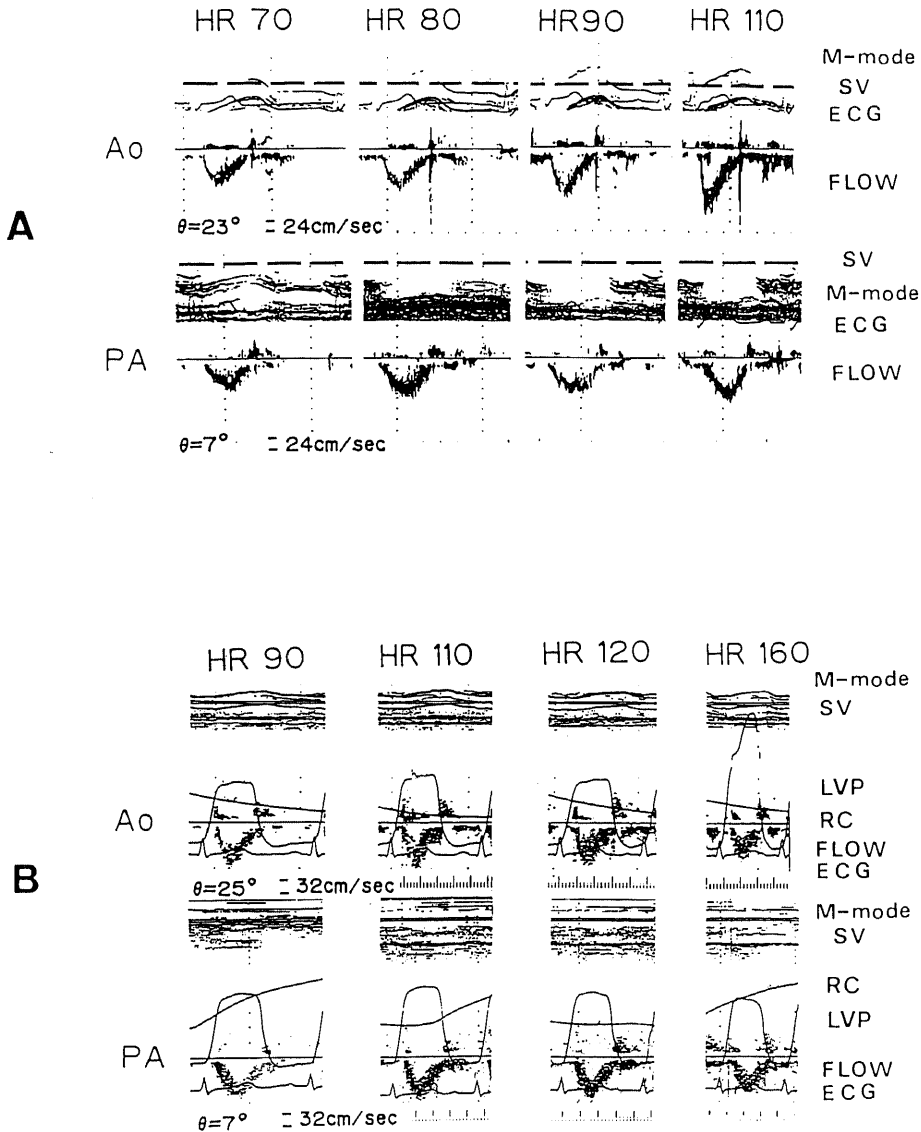 HR 70 HR 80 HR 90 HR 110
M-mode
SV
ECG
Ao
FLOW
A
θ=23° 24cm/sec
SV
M-mode
ECG
PA
FLOW
θ=7° 24cm/sec
HR 90 HR 110 HR 120 HR 160
M-mode
SV
LVP
Ao
RC
FLOW
ECG
B
θ=25° 32cm/sec
M-mode
SV
RC
LVP
PA
FLOW
ECG
θ=7° 32cm/sec